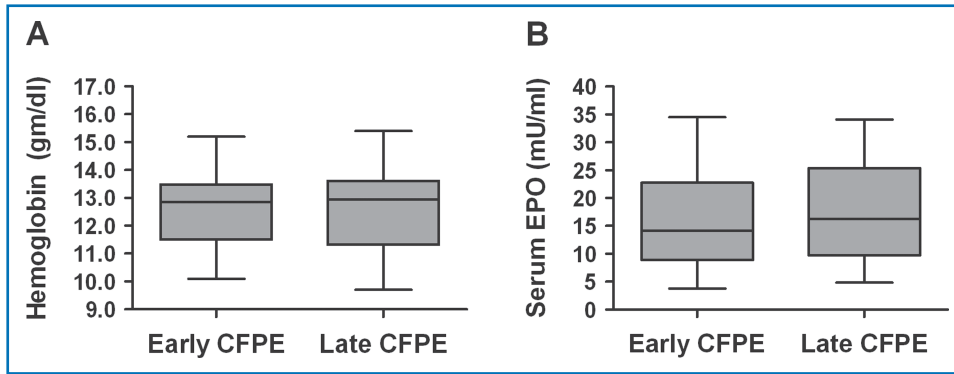 A
Hemoglobin (gm/dl)
17.0
16.0
15.0
14.0
13.0
12.0
11.0
10.0
9.0
Early CFPE
Late CFPE
B
Serum EPO (mU/ml)
40
35
30
25
20
15
10
5
0
Early CFPE
Late CFPE